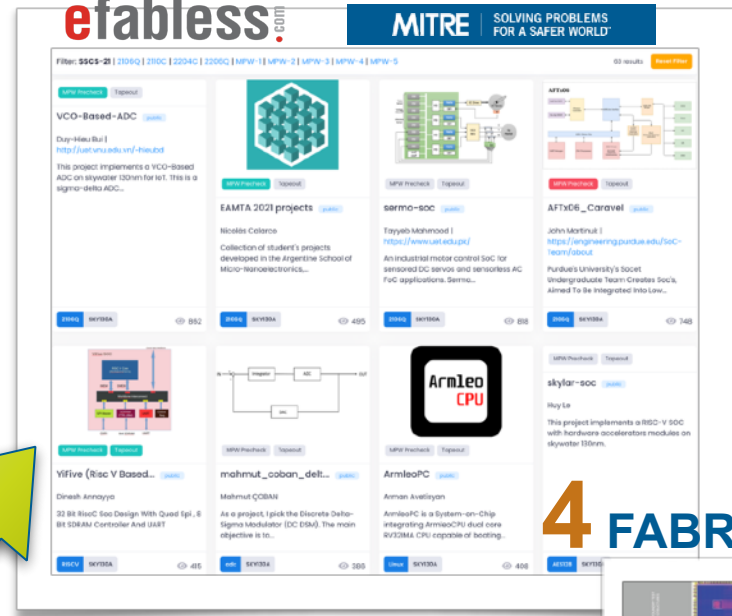 efabless.com
MITRE | SOLVING PROBLEMS
FOR A SAFER WORLD
Filter: SSCS-21 | 2106Q | 2110C | 2204C | 2206Q | MPW-1 | MPW-2 | MPW-3 | MPW-4 | MPW-5
63 results
Reset Filter
MPW Precheck Tapeout
VCO-Based-ADC public
Duy-Hieu Bui |
http://uet.vnu.edu.vn/~hieubd
This project implements a VCO-Based
ADC on skywater 130nm for IoT. This is a
sigma-delta ADC...
2106Q SKY130A 852
MPW Precheck Tapeout
EAMTA 2021 projects public
Nicolás Calarco
Collection of student's projects
developed in the Argentine School of
Micro-Nanoelectronics,...
2106Q SKY130A 495
MPW Precheck Tapeout
sermo-soc public
Tayyeb Mahmood |
https://www.uet.edu.pk/
An industrial motor control SoC for
sensored DC servos and sensorless AC
FoC applications. Sermo...
2106Q SKY130A 818
AFTx06
MPW Precheck Tapeout
AFTx06_Caravel public
John Martinuk |
https://engineering.purdue.edu/SoC-
Team/about
Purdue's University's Socet
Undergraduate Team Creates Soc's,
Aimed To Be Integrated Into Low...
2106Q SKY130A 748
MPW Precheck Tapeout
YiFive (Risc V Based... public
Dinesh Annayya
32 Bit RiscC Soc Design With Quad Spi , 8
Bit SDRAM Controller And UART
RISCV SKY130A 415
Integrator
ADC
OUT
MPW Precheck Tapeout
mahmut_coban_delt... public
Mahmut ÇOBAN
As a project, I pick the Discrete Delta-
Sigma Modulator (DC DSM). The main
objective is to...
SKY130A 388
Armleo
CPU
MPW Precheck Tapeout
ArmleoPC public
Arman Avetisyan
ArmleoPC is a System-on-Chip
integrating ArmleoCPU dual core
RV32IMA CPU capable of booting...
Linux SKY130A 498
MPW Precheck Tapeout
skylar-soc public
Huy Le
This project implements a RISC-V SOC
with hardware accelerators modules on
skywater 130nm.
4 FABR